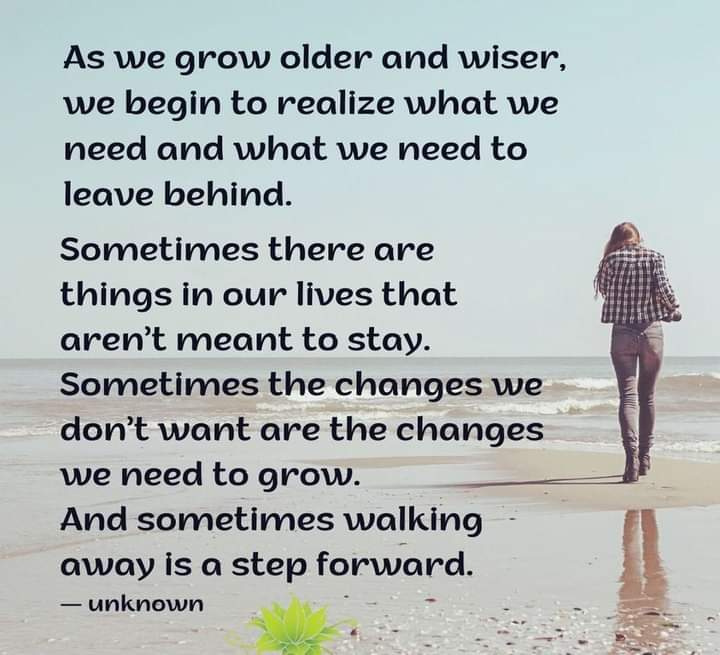 As we grow older and wiser,
we begin to realize what we
need and what we need to
leave behind.
Sometimes there are
things in our lives that
aren't meant to stay.
Sometimes the changes we
don't want are the changes
we need to grow.
And sometimes walking
away is a step forward.
— unknown